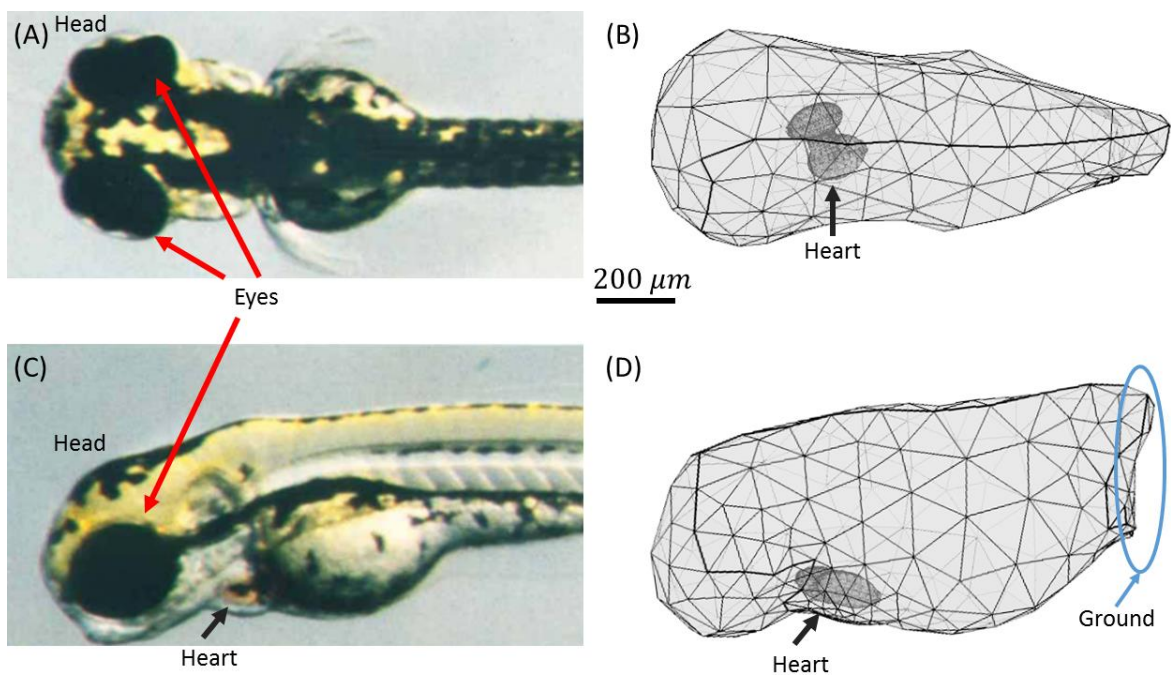 (A)
Head
(B)
Heart
200 μm
Eyes
(C)
Head
Heart
(D)
Ground
Heart